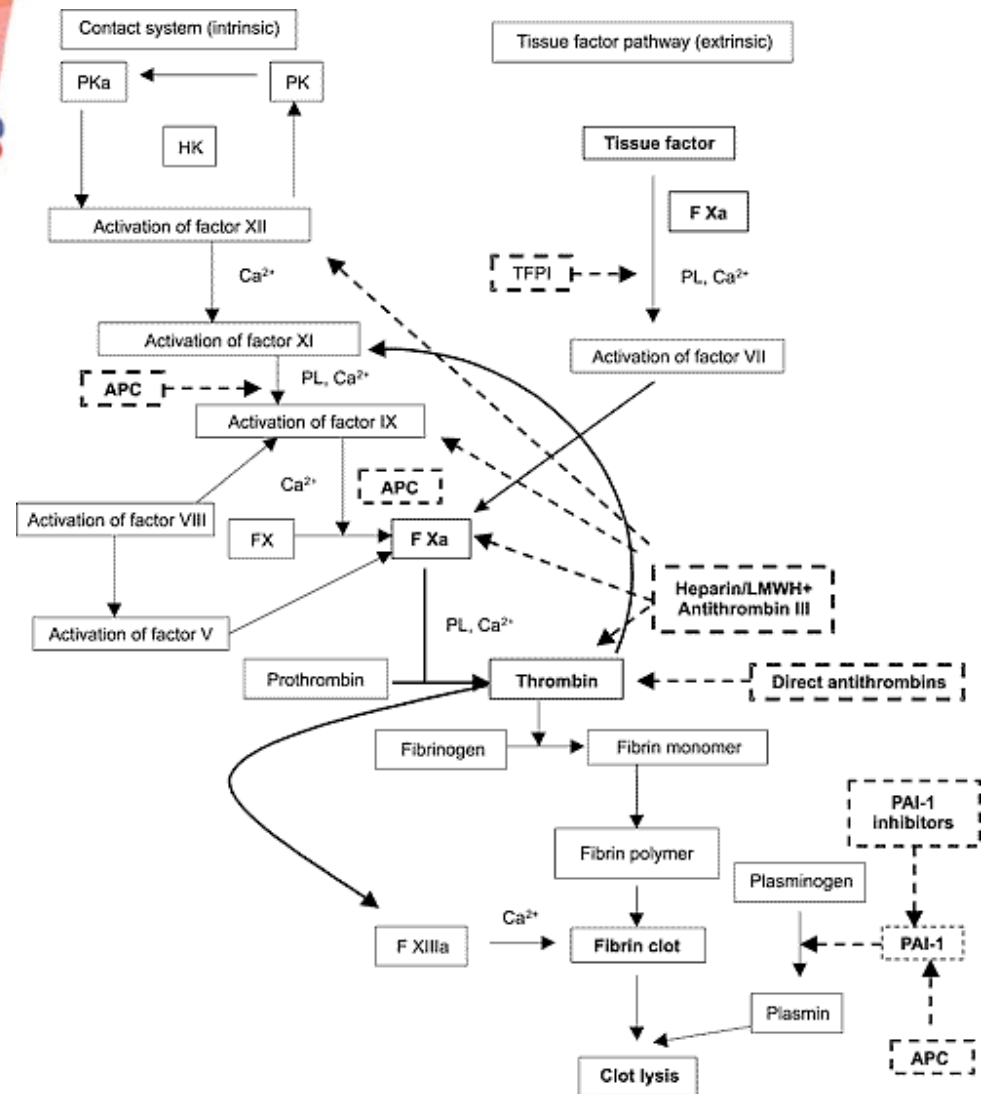 Contact system (intrinsic)
Tissue factor pathway (extrinsic)
PKa
PK
HK
Tissue factor
F Xa
Activation of factor XII
TFPI
PL, Ca²⁺
Ca²⁺
Activation of factor XI
Activation of factor VII
PL, Ca²⁺
APC
Activation of factor IX
Ca²⁺
APC
Activation of factor VIII
FX
F Xa
Heparin/LMWH+
Antithrombin III
Activation of factor V
PL, Ca²⁺
Prothrombin
Thrombin
Direct antithrombins
Fibrinogen
Fibrin monomer
PAI-1
inhibitors
Fibrin polymer
Plasminogen
Ca²⁺
F XIIIa
Fibrin clot
PAI-1
Plasmin
APC
Clot lysis